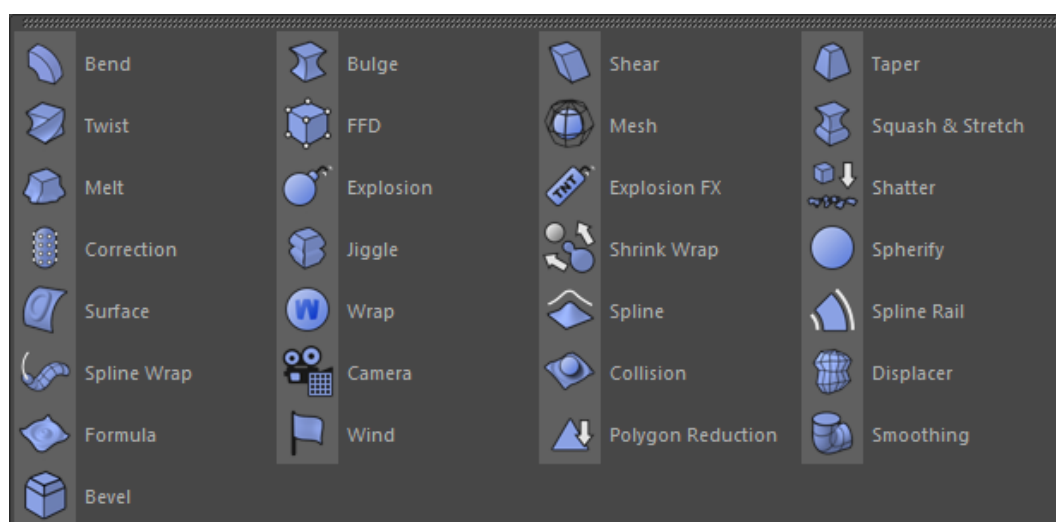 Bend Bulge Shear Taper
Twist FFD Mesh Squash & Stretch
Melt Explosion TNT Explosion FX Shatter
Correction Jiggle Shrink Wrap Spherify
Surface W Wrap Spline Spline Rail
Spline Wrap Camera Collision Displacer
Formula Wind Polygon Reduction Smoothing
Bevel